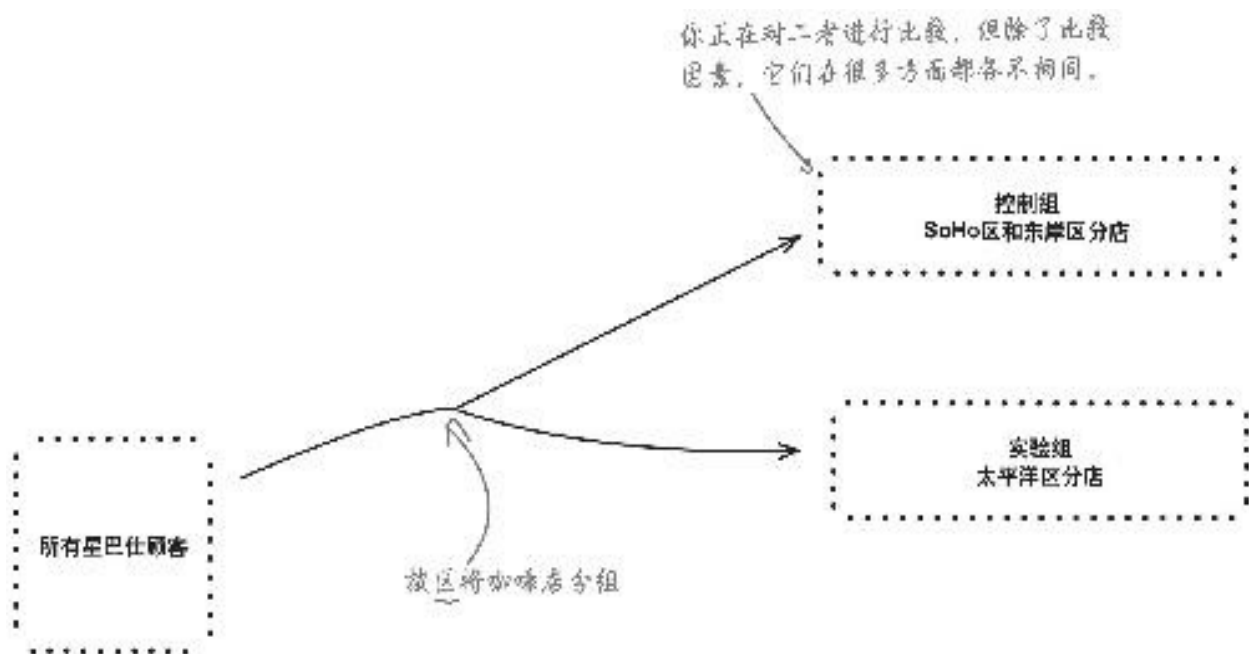 你正在对二者进行比较，但除了比较
因素，它们在很多方面都各不相同。
控制组
SoHo区和东岸区分店
实验组
太平洋区分店
所有星巴仕顾客
按区将咖啡店分组